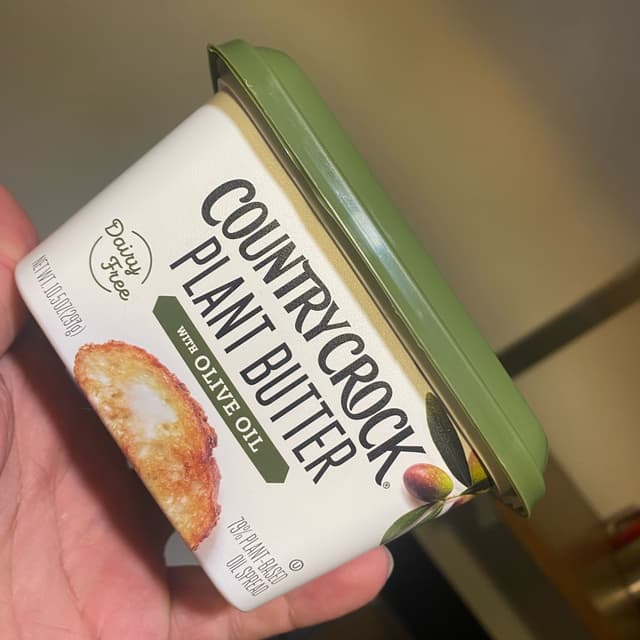 COUNTRY CROCK®
PLANT BUTTER
WITH OLIVE OIL
Dairy
Free
NET WT. 10.5 OZ (297g)
79% PLANT-BASED
OIL SPREAD
U